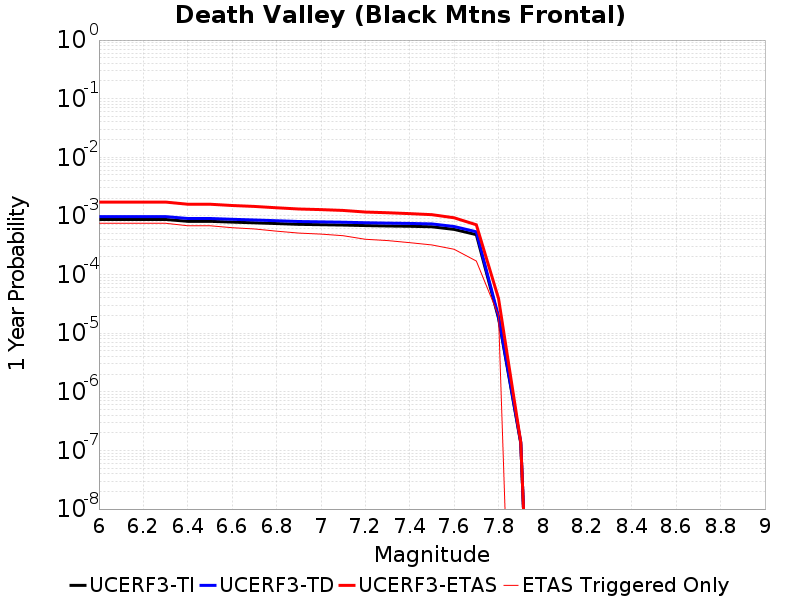 Death Valley (Black Mtns Frontal)
10^0
10^-1
10^-2
10^-3
10^-4
10^-5
10^-6
10^-7
10^-8
1 Year Probability
6 6.2 6.4 6.6 6.8 7 7.2 7.4 7.6 7.8 8 8.2 8.4 8.6 8.8 9
Magnitude
UCERF3-TI UCERF3-TD UCERF3-ETAS ETAS Triggered Only